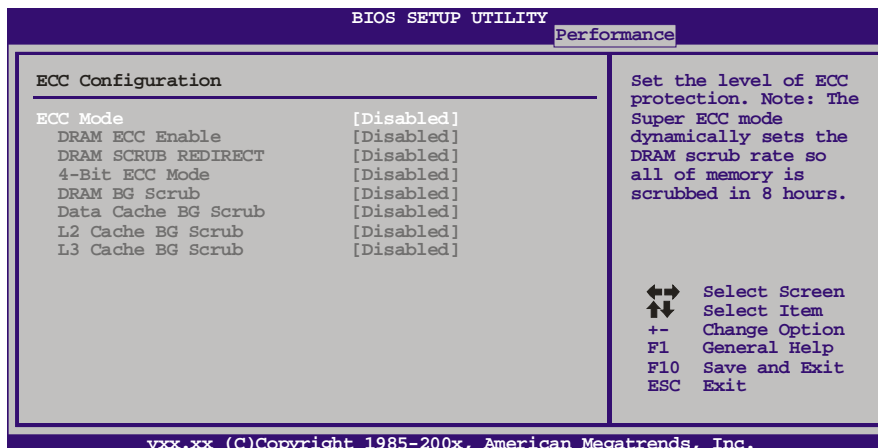 BIOS SETUP UTILITY
Performance
ECC Configuration
ECC Mode [Disabled]
DRAM ECC Enable [Disabled]
DRAM SCRUB REDIRECT [Disabled]
4-Bit ECC Mode [Disabled]
DRAM BG Scrub [Disabled]
Data Cache BG Scrub [Disabled]
L2 Cache BG Scrub [Disabled]
L3 Cache BG Scrub [Disabled]
Set the level of ECC
protection. Note: The
Super ECC mode
dynamically sets the
DRAM scrub rate so
all of memory is
scrubbed in 8 hours.
Select Screen
Select Item
+- Change Option
F1 General Help
F10 Save and Exit
ESC Exit
vxx.xx (C)Copyright 1985-200x, American Megatrends, Inc.